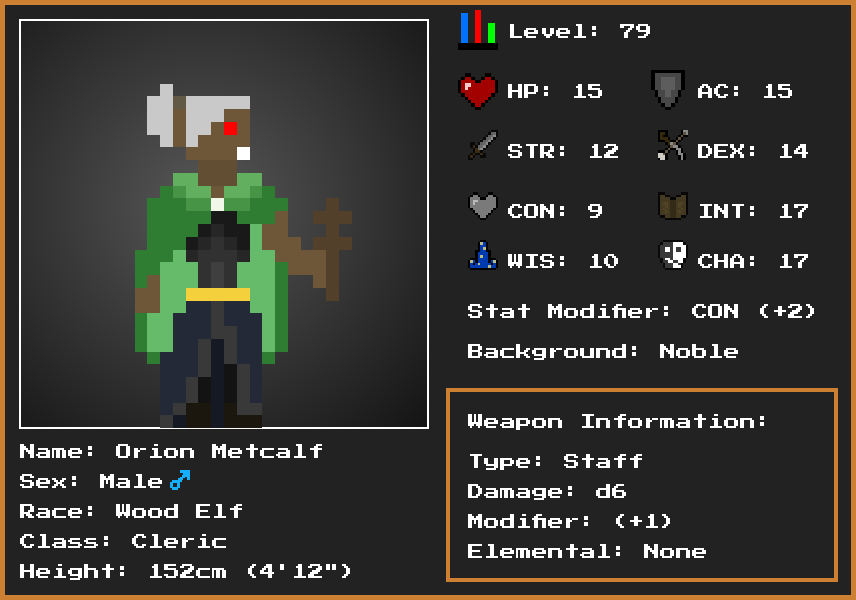 Level: 79
HP: 15 AC: 15
STR: 12 DEX: 14
CON: 9 INT: 17
WIS: 10 CHA: 17
Stat Modifier: CON (+2)
Background: Noble
Weapon Information:
Type: Staff
Damage: d6
Modifier: (+1)
Elemental: None
Name: Orion Metcalf
Sex: Male ♂
Race: Wood Elf
Class: Cleric
Height: 152cm (4'12")